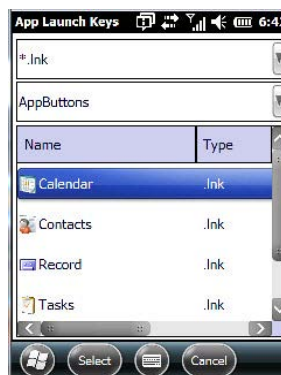 App Launch Keys 6:4
*.lnk
AppButtons
Name Type
Calendar .lnk
Contacts .lnk
Record .lnk
Tasks .lnk
Select Cancel